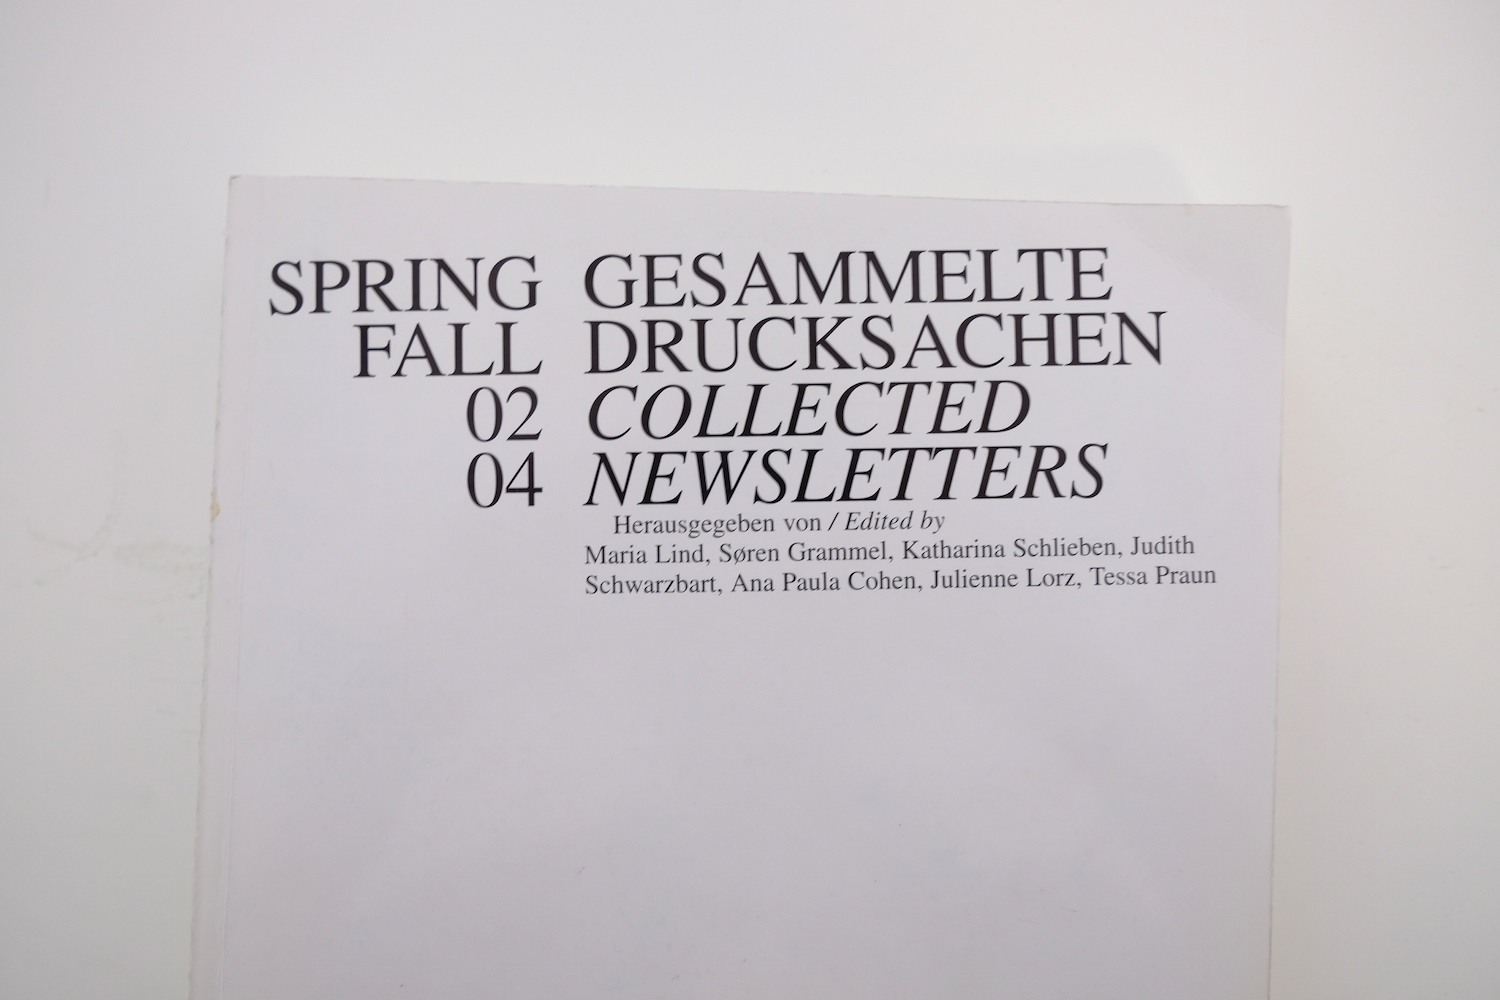 SPRING GESAMMELTE
FALL DRUCKSACHEN
02 COLLECTED
04 NEWSLETTERS
Herausgegeben von / Edited by
Maria Lind, Søren Grammel, Katharina Schlieben, Judith
Schwarzbart, Ana Paula Cohen, Julienne Lorz, Tessa Praun